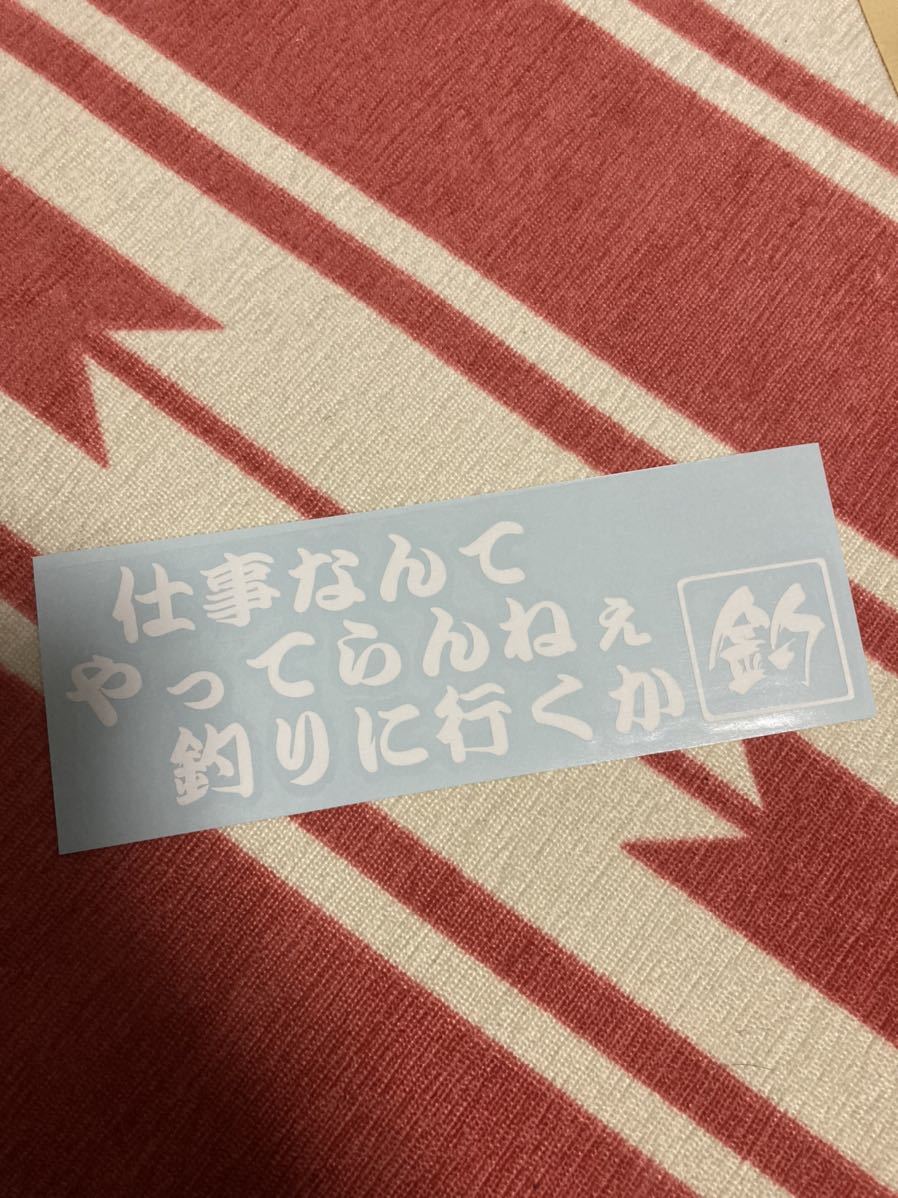 仕事なんて
やってらんねぇ
釣りに行くか
釣